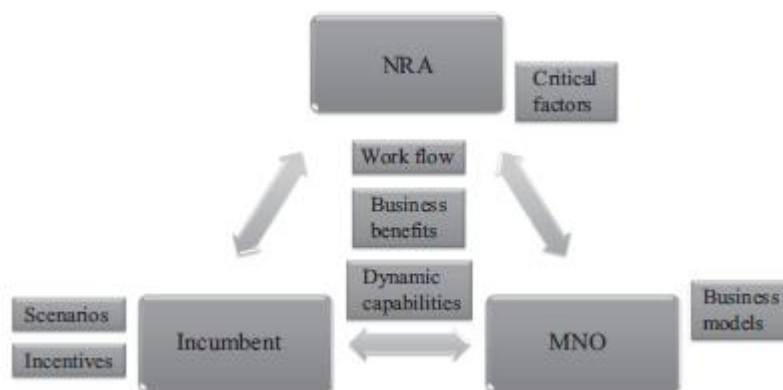 NRA
Critical
factors
Work flow
Business
benefits
Dynamic
capabilities
Scenarios
Incentives
Incumbent
MNO
Business
models